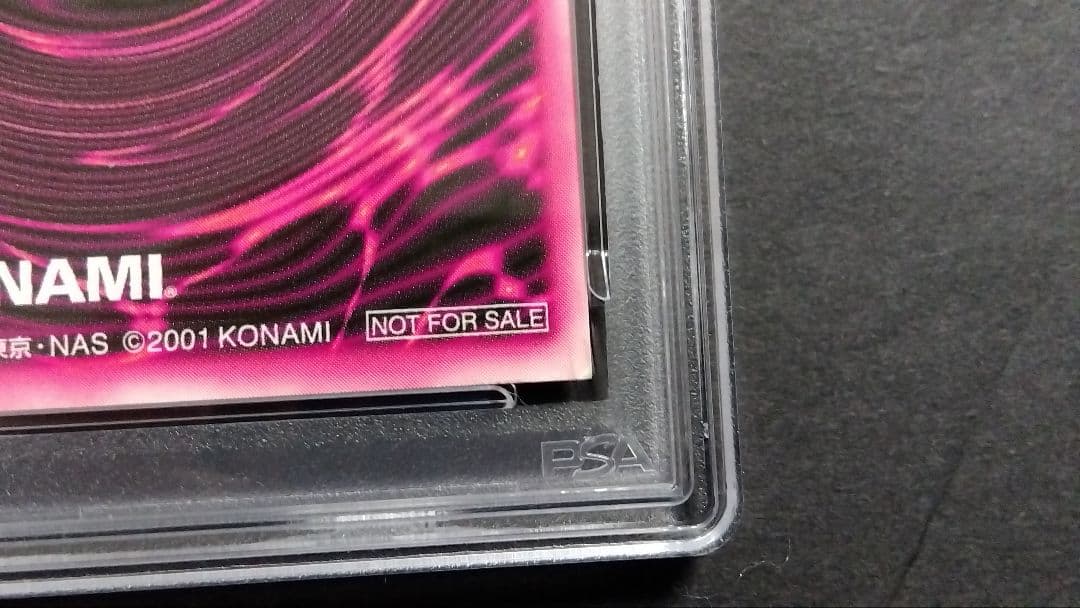 NAMI®
東京・NAS ©2001 KONAMI
NOT FOR SALE
PSA